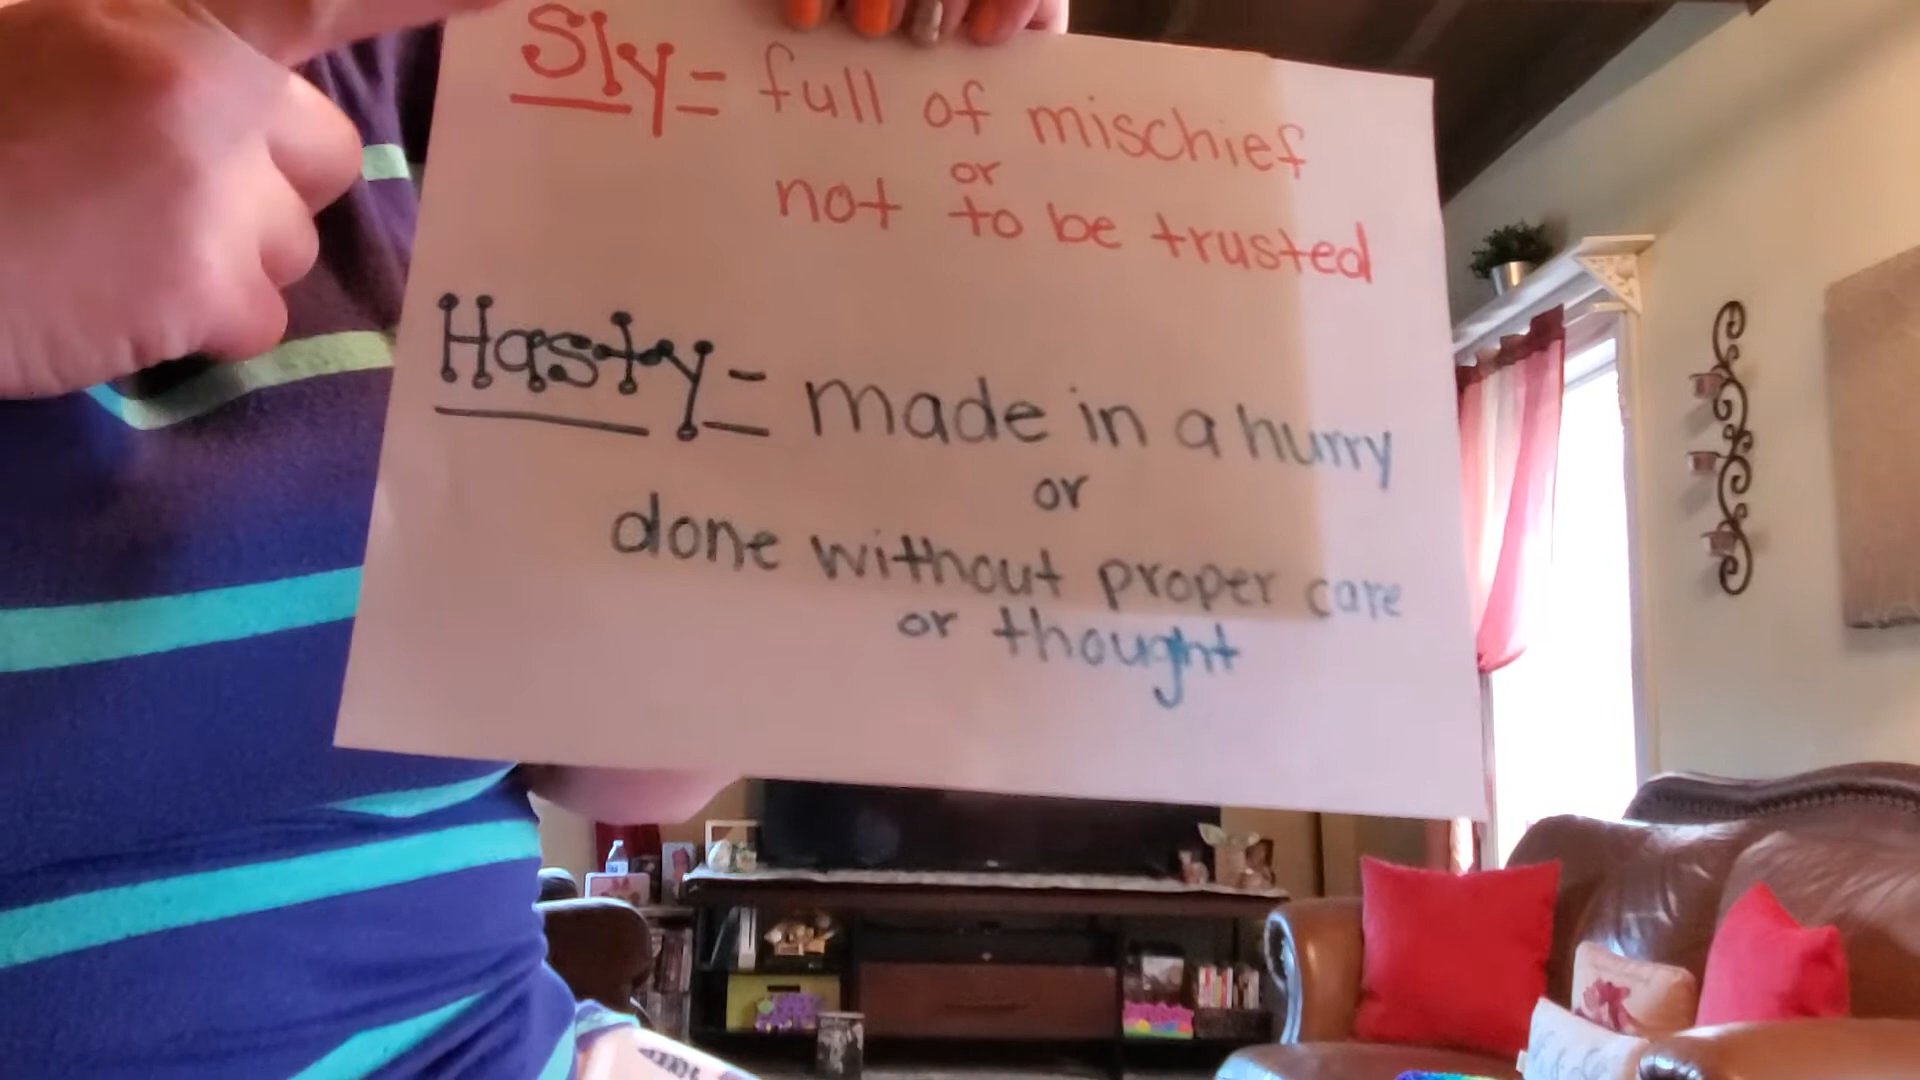 Sly = full of mischief
or
not to be trusted
Hasty = made in a hurry
or
done without proper care
or thought